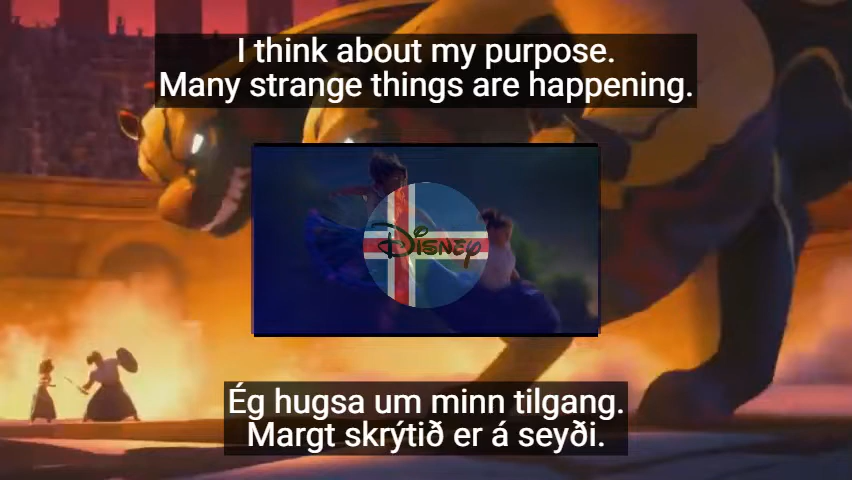 I think about my purpose.
Many strange things are happening.
Disney
Ég hugsa um minn tilgang.
Margt skrýtið er á seyði.